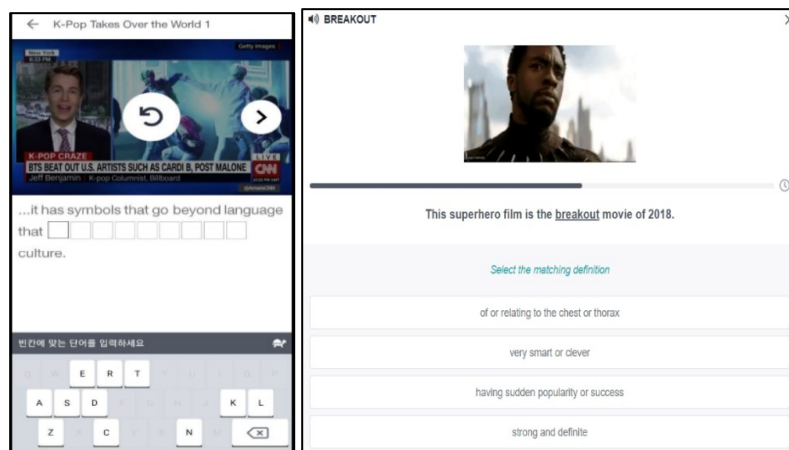 ← K-Pop Takes Over the World 1
Getty Images
New York
K-POP CRAZE
LIVE
BTS BEAT OUT U.S. ARTISTS SUCH AS CARDI B, POST MALONE
CNN
Jeff Benjamin | K-pop Columnist, Billboard
...it has symbols that go beyond language
that
culture.
빈칸에 맞는 단어를 입력하세요
E R T
A S D K L
Z C N
BREAKOUT
This superhero film is the breakout movie of 2018.
Select the matching definition
of or relating to the chest or thorax
very smart or clever
having sudden popularity or success
strong and definite